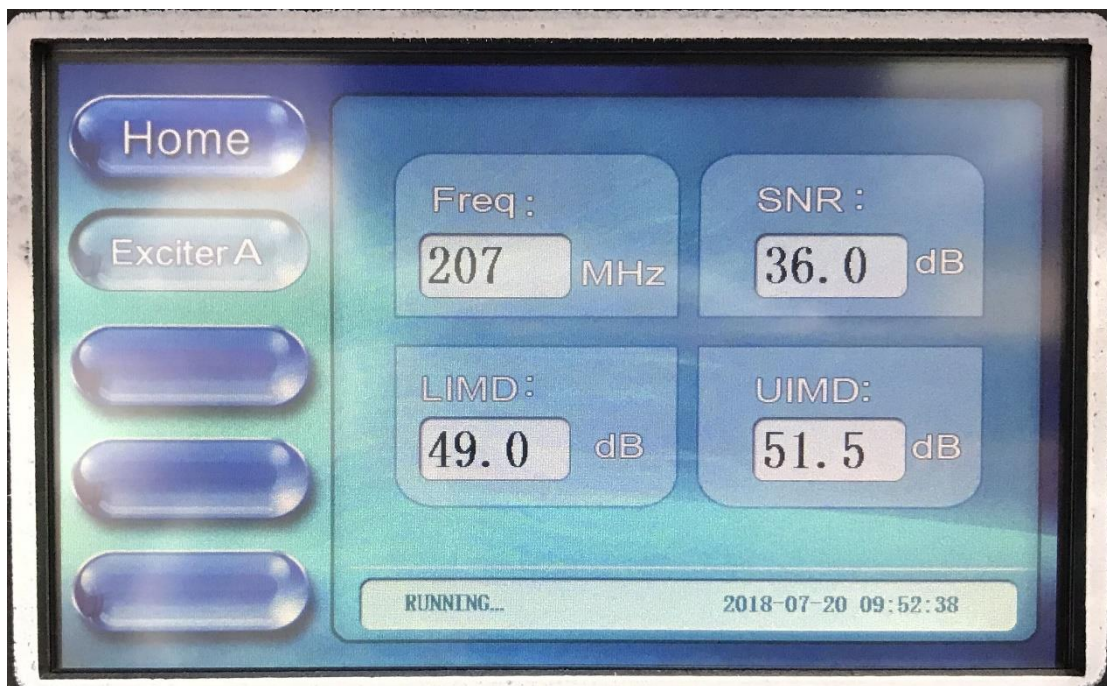 Home
Exciter A
Freq:
207 MHz
SNR:
36.0 dB
LIMD:
49.0 dB
UIMD:
51.5 dB
RUNNING... 2018-07-20 09:52:38